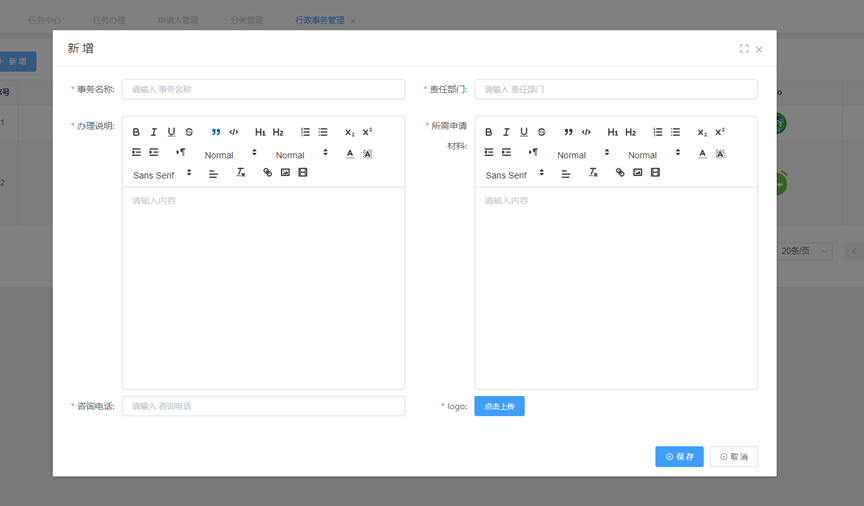 任务中心 任务办理 申请人管理 分类管理 行政事务管理 ×
新 增
新 增
* 事务名称: 请输入 事务名称
* 责任部门: 请输入 责任部门
* 办理说明:
B I U S ” </> H1 H2 X₂ X²
Normal Normal A A
Sans Serif
请输入内容
* 所需申请
材料:
B I U S ” </> H1 H2 X₂ X²
Normal Normal A A
Sans Serif
请输入内容
1
2
20条/页
* 咨询电话: 请输入 咨询电话
* logo: 点击上传
保 存 取 消